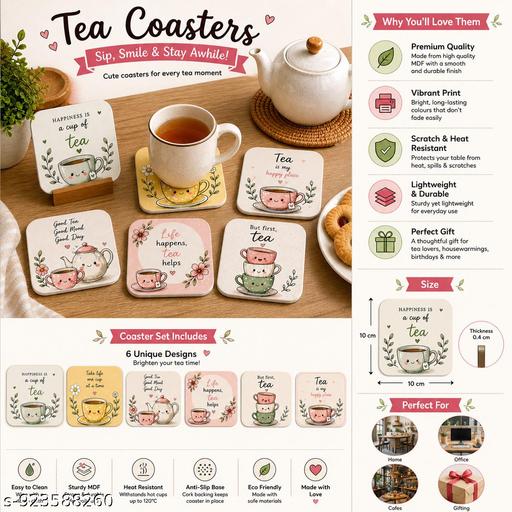 Tea Coasters
Sip, Smile & Stay Awhile!
Cute coasters for every tea moment
HAPPINESS IS
a cup of
tea
Tea
is my
happy place
Good Tea
Good Mood
Good Day
Life
happens,
tea
helps
But first,
tea
Coaster Set Includes
6 Unique Designs
Brighten your tea time!
HAPPINESS IS
a cup of
tea
Take life
one cup
at a time
Good Tea
Good Mood
Good Day
Life
happens,
tea
helps
But first,
tea
Tea
is my
happy place
Easy to Clean
Sturdy MDF
Heat Resistant
Withstands hot cups
up to 120°C
Anti-Slip Base
Cork backing keeps
coaster in place
Eco Friendly
Made with
safe materials
Made with
Love
Why You'll Love Them
Premium Quality
Made from high quality
MDF with a smooth
and durable finish
Vibrant Print
Bright, long-lasting
colours that don't
fade easily
Scratch & Heat
Resistant
Protects your table from
heat, spills & scratches
Lightweight
& Durable
Sturdy yet lightweight
for everyday use
Perfect Gift
A thoughtful gift for
tea lovers, housewarmings,
birthdays & more
Size
10 cm
HAPPINESS IS
a cup of
tea
10 cm
Thickness
0.4 cm
Perfect For
Home
Office
Cafes
Gifting
s-923588260